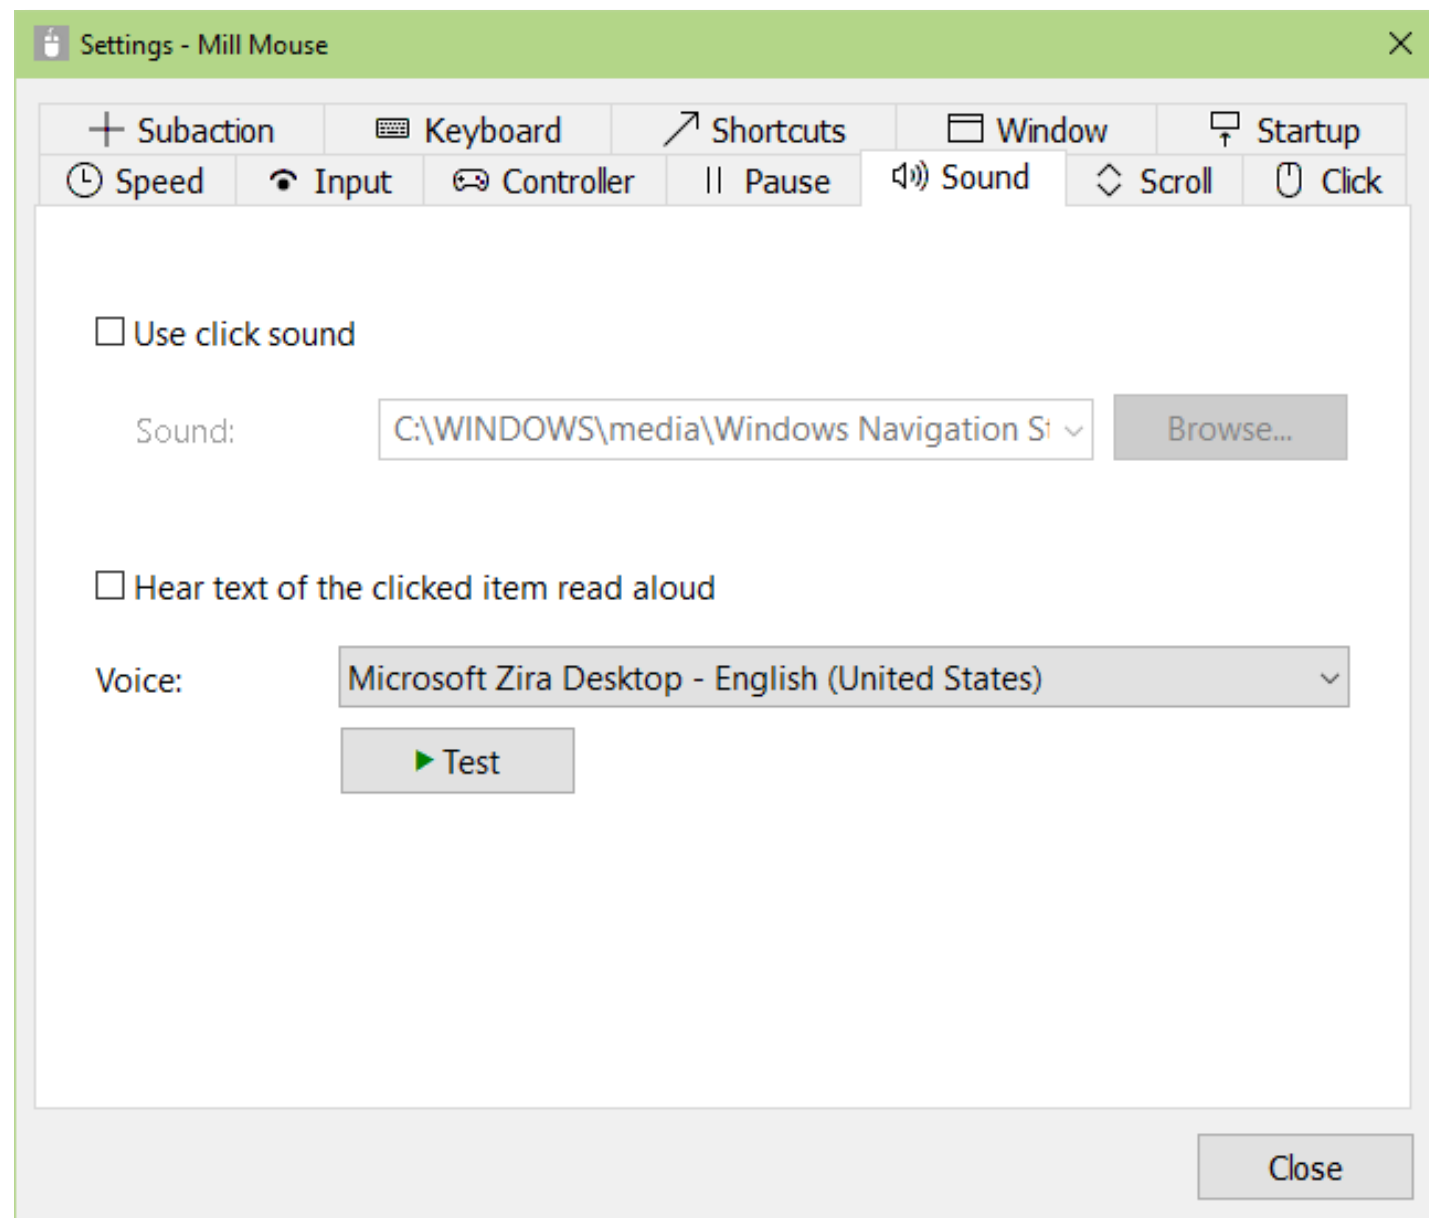 Settings - Mill Mouse
Subaction Keyboard Shortcuts Window Startup
Speed Input Controller Pause Sound Scroll Click
Use click sound
Sound: C:\WINDOWS\media\Windows Navigation St Browse...
Hear text of the clicked item read aloud
Voice: Microsoft Zira Desktop - English (United States)
Test
Close